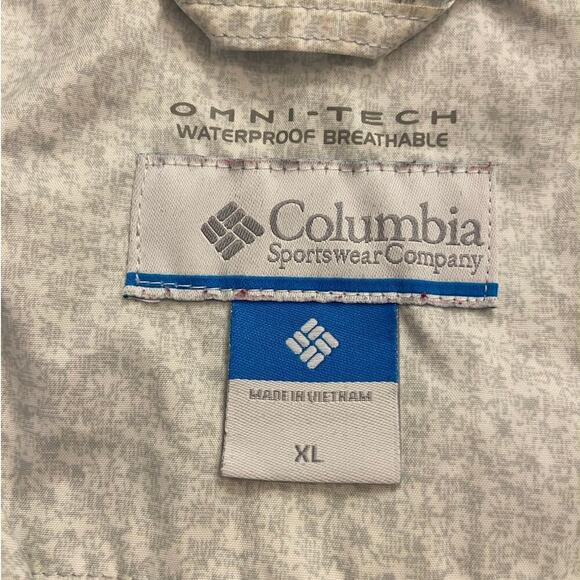 OMNI-TECH
WATERPROOF BREATHABLE
Columbia
Sportswear Company
MADE IN VIETNAM
XL